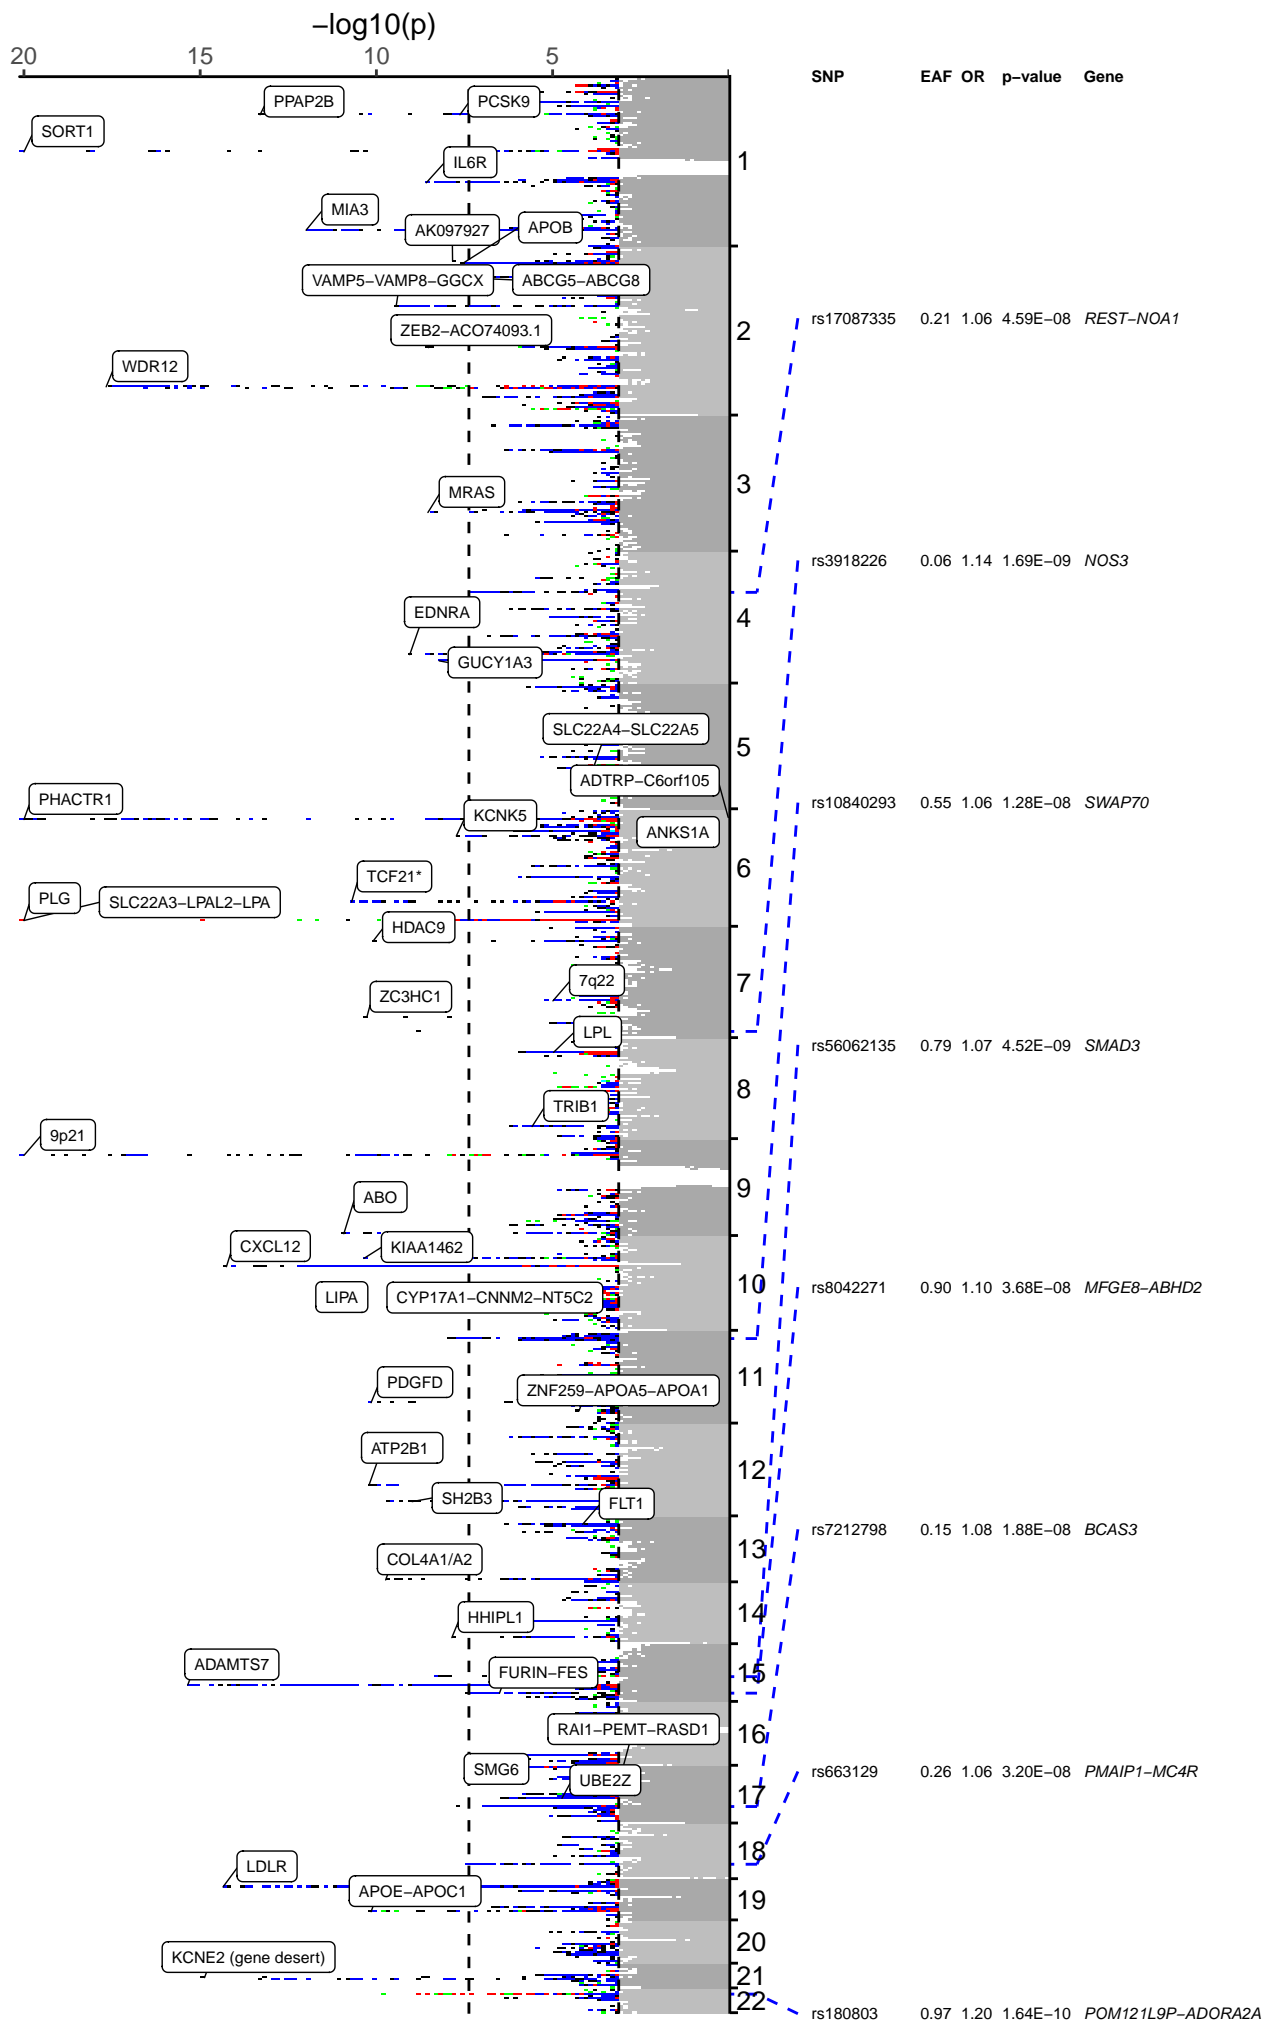 −log10(p)
20 15 10 5
SNP EAF OR p−value Gene
PPAP2B PCSK9
SORT1
IL6R
1
MIA3
AK097927 APOB
VAMP5−VAMP8−GGCX ABCG5−ABCG8
ZEB2−ACO74093.1
2
rs17087335 0.21 1.06 4.59E−08 REST−NOA1
WDR12
MRAS
3
rs3918226 0.06 1.14 1.69E−09 NOS3
EDNRA
4
GUCY1A3
SLC22A4−SLC22A5
5
ADTRP−C6orf105
PHACTR1
rs10840293 0.55 1.06 1.28E−08 SWAP70
KCNK5
ANKS1A
6
TCF21*
PLG SLC22A3−LPAL2−LPA
HDAC9
7q22
7
ZC3HC1
LPL
rs56062135 0.79 1.07 4.52E−09 SMAD3
8
TRIB1
9p21
9
ABO
CXCL12 KIAA1462
10
rs8042271 0.90 1.10 3.68E−08 MFGE8−ABHD2
LIPA CYP17A1−CNNM2−NT5C2
11
PDGFD ZNF259−APOA5−APOA1
ATP2B1
12
SH2B3 FLT1
rs7212798 0.15 1.08 1.88E−08 BCAS3
13
COL4A1/A2
14
HHIPL1
ADAMTS7 FURIN−FES
15
RAI1−PEMT−RASD1
16
SMG6
rs663129 0.26 1.06 3.20E−08 PMAIP1−MC4R
UBE2Z
17
18
LDLR
APOE−APOC1
19
20
KCNE2 (gene desert)
21
22
rs180803 0.97 1.20 1.64E−10 POM121L9P−ADORA2A